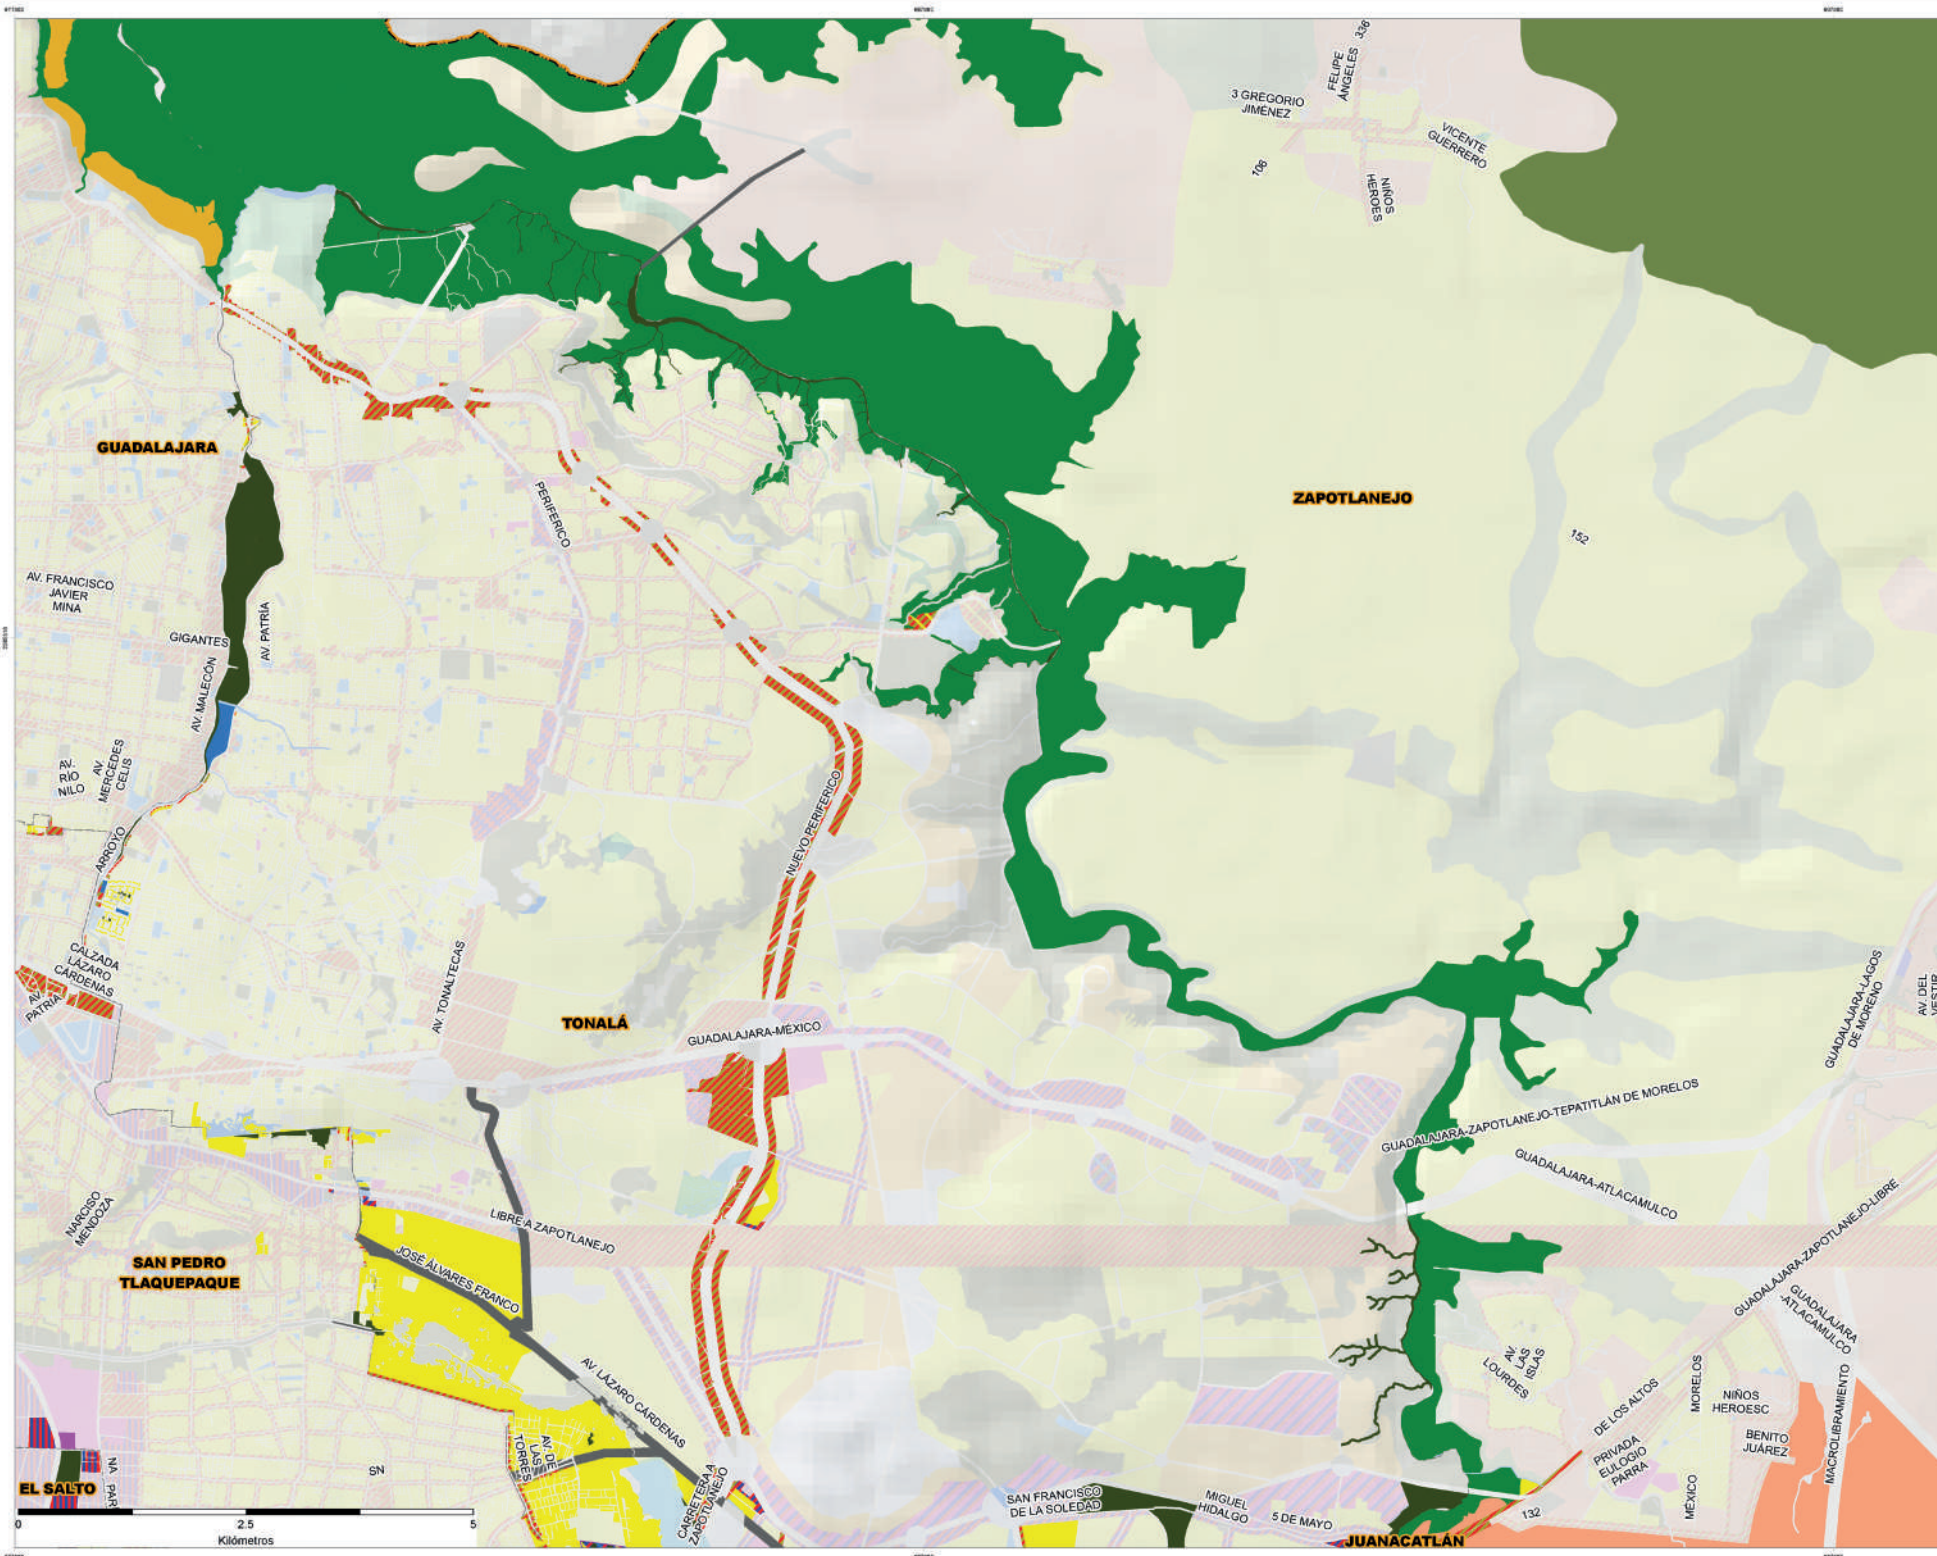 3 GREGORIO
JIMÉNEZ
FELIPE
ÁNGELES
336
VICENTE
GUERRERO
106
NIÑOS
HEROES
GUADALAJARA
ZAPOTLANEJO
PERIFERICO
152
AV. FRANCISCO
JAVIER
MINA
GIGANTES
AV. PATRÍA
AV. MALECÓN
AV.
RÍO
NILO
AV.
MERCEDES
CELIS
NUEVO PERIFERICO
ARROYO
CALZADA
LÁZARO
CÁRDENAS
AV.
PATRIA
AV. TONALTECAS
TONALÁ
GUADALAJARA-MÉXICO
GUADALAJARA-LAGOS
DE MORENO
AV. DEL
VESTIR
GUADALAJARA-ZAPOTLANEJO-TEPATITLÁN DE MORELOS
GUADALAJARA-ATLACAMULCO
NARCISO
MENDOZA
LIBRE A ZAPOTLANEJO
GUADALAJARA-ZAPOTLANEJO-LIBRE
SAN PEDRO
TLAQUEPAQUE
JOSÉ ÁLVARES FRANCO
GUADALAJARA
-ATLACAMULCO
AV.
LAS
ISLAS
LOURDES
AV. LÁZARO CÁRDENAS
DE LOS ALTOS
MORELOS
NIÑOS
HEROESC
MACROLIBRAMIENTO
BENITO
JUÁREZ
PRIVADA
EULOGIO
PARRA
MÉXICO
AV. DE
LAS
TORRES
SN
NA PAR
EL SALTO
CARRETERA A
ZAPOTLANEJO
SAN FRANCISCO
DE LA SOLEDAD
MIGUEL
HIDALGO
5 DE MAYO
132
JUANACATLÁN
0 2.5 5
Kilómetros